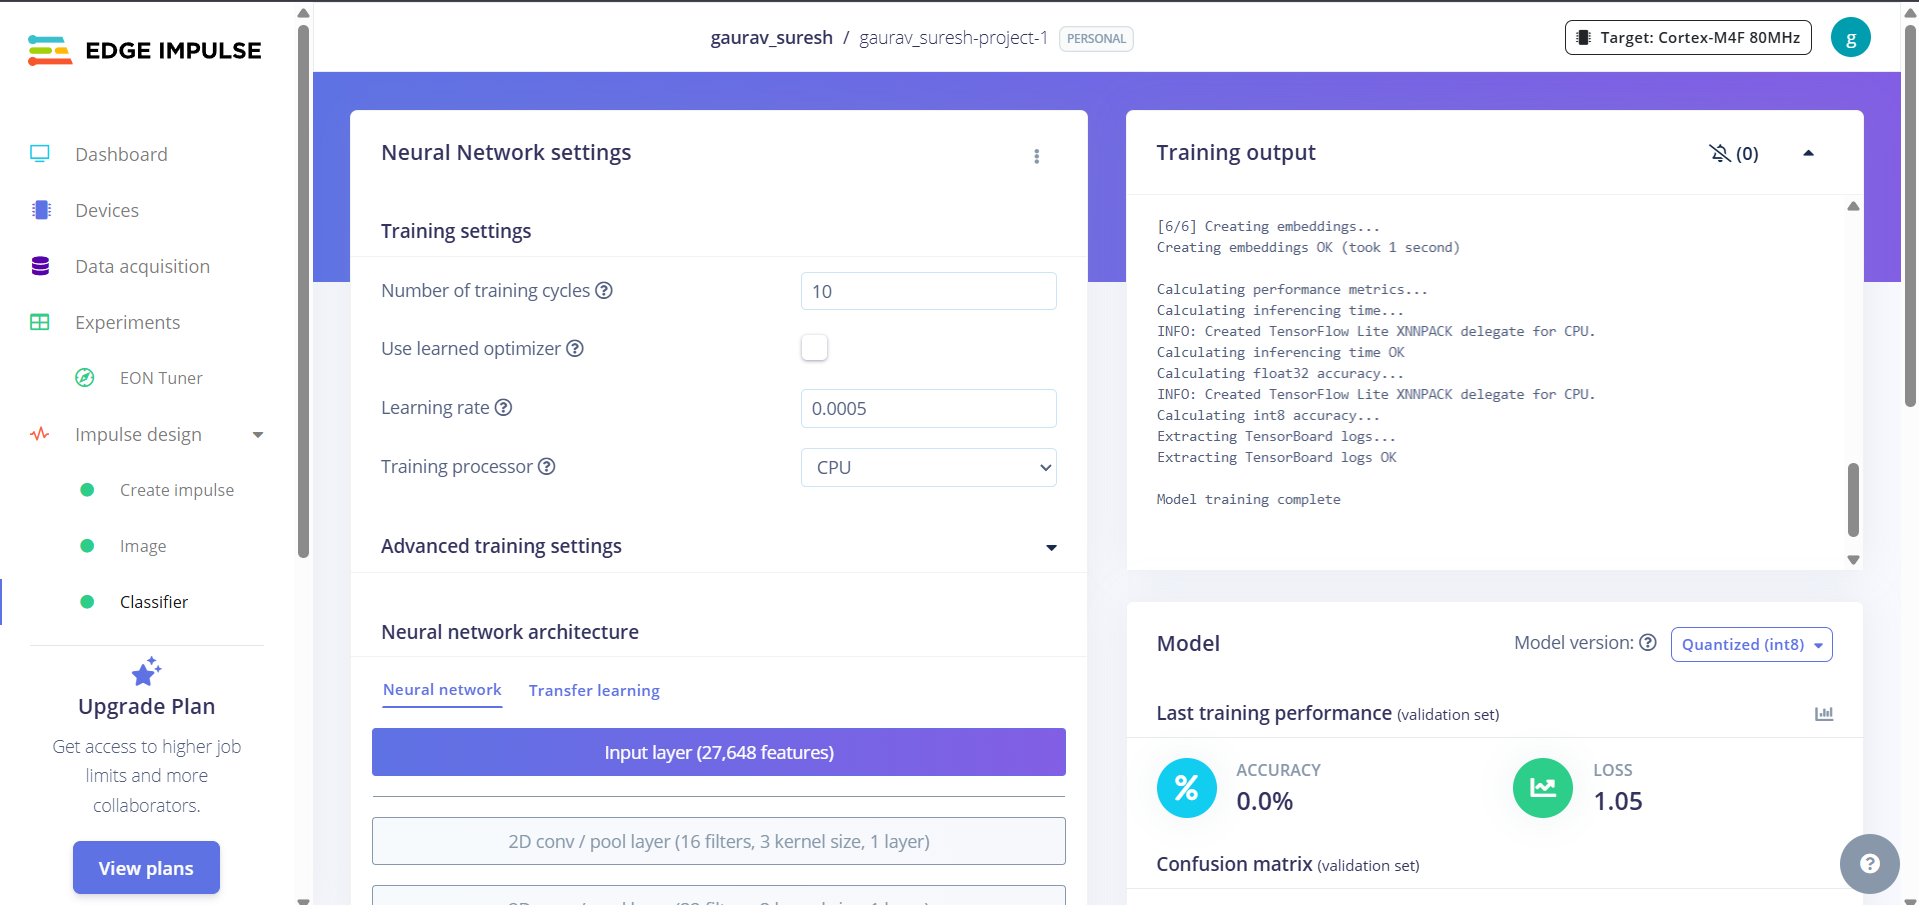 EDGE IMPULSE
gaurav_suresh / gaurav_suresh-project-1 PERSONAL
Target: Cortex-M4F 80MHz
g
Dashboard
Devices
Data acquisition
Experiments
EON Tuner
Impulse design
Create impulse
Image
Classifier
Upgrade Plan
Get access to higher job
limits and more
collaborators.
View plans
Neural Network settings
Training settings
Number of training cycles ?
10
Use learned optimizer ?
Learning rate ?
0.0005
Training processor ?
CPU
Advanced training settings
Neural network architecture
Neural network Transfer learning
Input layer (27,648 features)
2D conv / pool layer (16 filters, 3 kernel size, 1 layer)
Training output
(0)
[6/6] Creating embeddings...
Creating embeddings OK (took 1 second)
Calculating performance metrics...
Calculating inferencing time...
INFO: Created TensorFlow Lite XNNPACK delegate for CPU.
Calculating inferencing time OK
Calculating float32 accuracy...
INFO: Created TensorFlow Lite XNNPACK delegate for CPU.
Calculating int8 accuracy...
Extracting TensorBoard logs...
Extracting TensorBoard logs OK
Model training complete
Model
Model version: ? Quantized (int8)
Last training performance (validation set)
%
ACCURACY
0.0%
LOSS
1.05
Confusion matrix (validation set)
?